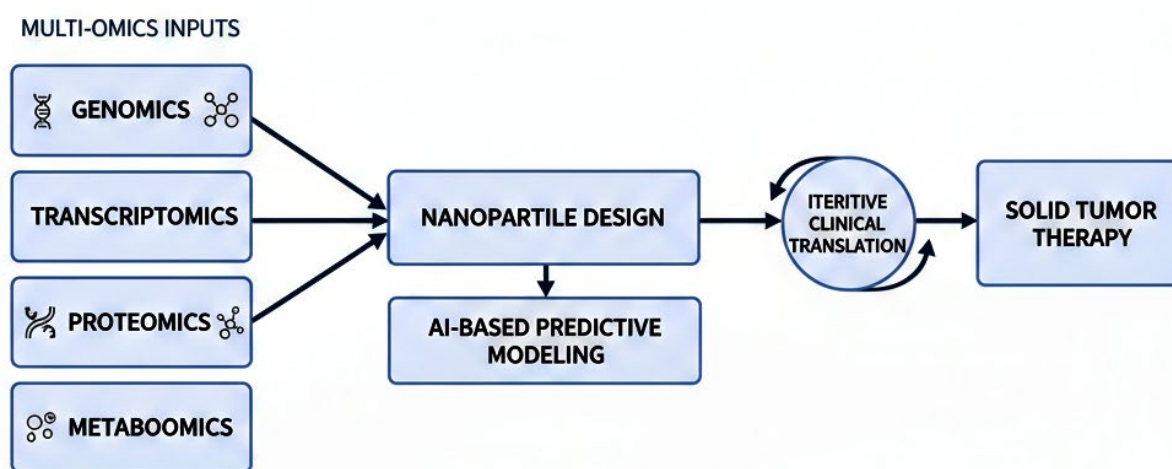 MULTI-OMICS INPUTS
GENOMICS
TRANSCRIPTOMICS
PROTEOMICS
METABOOMICS
NANOPARTILE DESIGN
AI-BASED PREDICTIVE
MODELING
ITERITIVE
CLINICAL
TRANSLATION
SOLID TUMOR
THERAPY